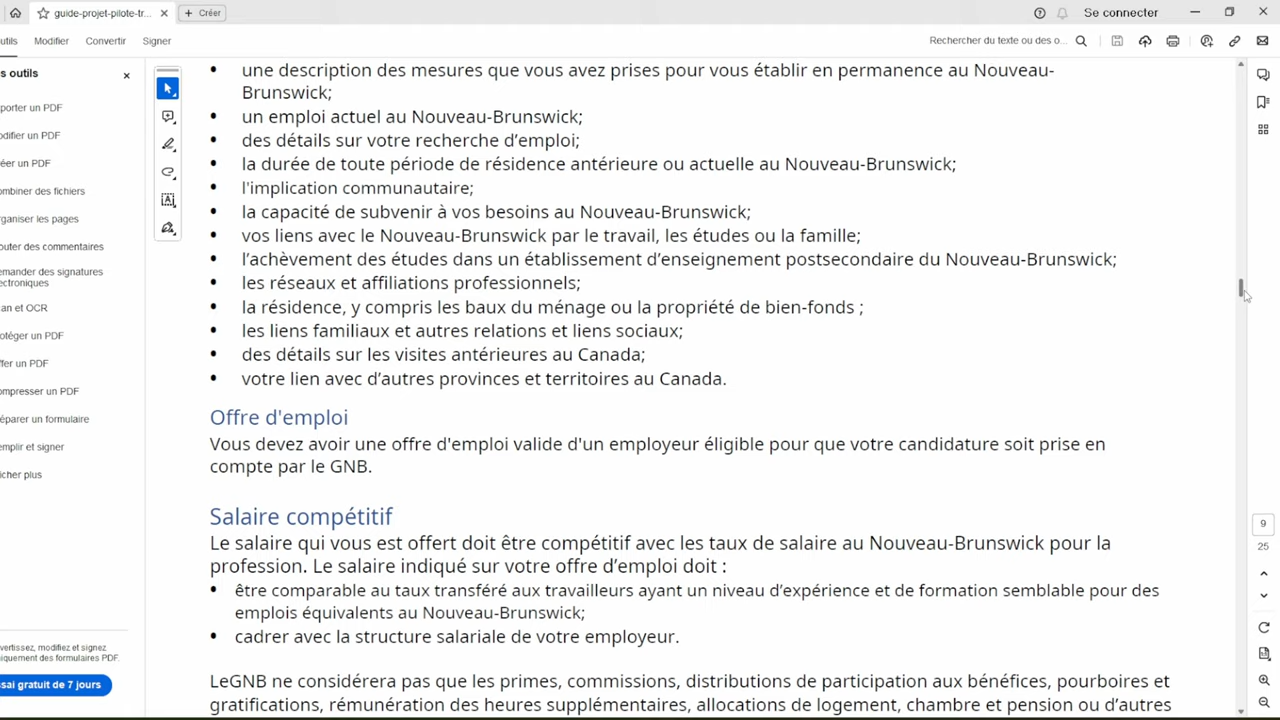 guide-projet-pilote-tr...
Créer
Se connecter
utils
Modifier
Convertir
Signer
Rechercher du texte ou des o...
s outils
porter un PDF
odifier un PDF
éer un PDF
ombiner des fichiers
rganiser les pages
outer des commentaires
emander des signatures
ectroniques
an et OCR
otéger un PDF
ffer un PDF
ompresser un PDF
éparer un formulaire
emplir et signer
icher plus
vertissez, modifiez et signez
iquement des formulaires PDF.
sai gratuit de 7 jours
• une description des mesures que vous avez prises pour vous établir en permanence au Nouveau-
Brunswick;
• un emploi actuel au Nouveau-Brunswick;
• des détails sur votre recherche d’emploi;
• la durée de toute période de résidence antérieure ou actuelle au Nouveau-Brunswick;
• l'implication communautaire;
• la capacité de subvenir à vos besoins au Nouveau-Brunswick;
• vos liens avec le Nouveau-Brunswick par le travail, les études ou la famille;
• l’achèvement des études dans un établissement d’enseignement postsecondaire du Nouveau-Brunswick;
• les réseaux et affiliations professionnels;
• la résidence, y compris les baux du ménage ou la propriété de bien-fonds ;
• les liens familiaux et autres relations et liens sociaux;
• des détails sur les visites antérieures au Canada;
• votre lien avec d’autres provinces et territoires au Canada.
Offre d'emploi
Vous devez avoir une offre d'emploi valide d'un employeur éligible pour que votre candidature soit prise en
compte par le GNB.
Salaire compétitif
Le salaire qui vous est offert doit être compétitif avec les taux de salaire au Nouveau-Brunswick pour la
profession. Le salaire indiqué sur votre offre d’emploi doit :
• être comparable au taux transféré aux travailleurs ayant un niveau d’expérience et de formation semblable pour des
emplois équivalents au Nouveau-Brunswick;
• cadrer avec la structure salariale de votre employeur.
LeGNB ne considérera pas que les primes, commissions, distributions de participation aux bénéfices, pourboires et
gratifications, rémunération des heures supplémentaires, allocations de logement, chambre et pension ou d’autres
9
25